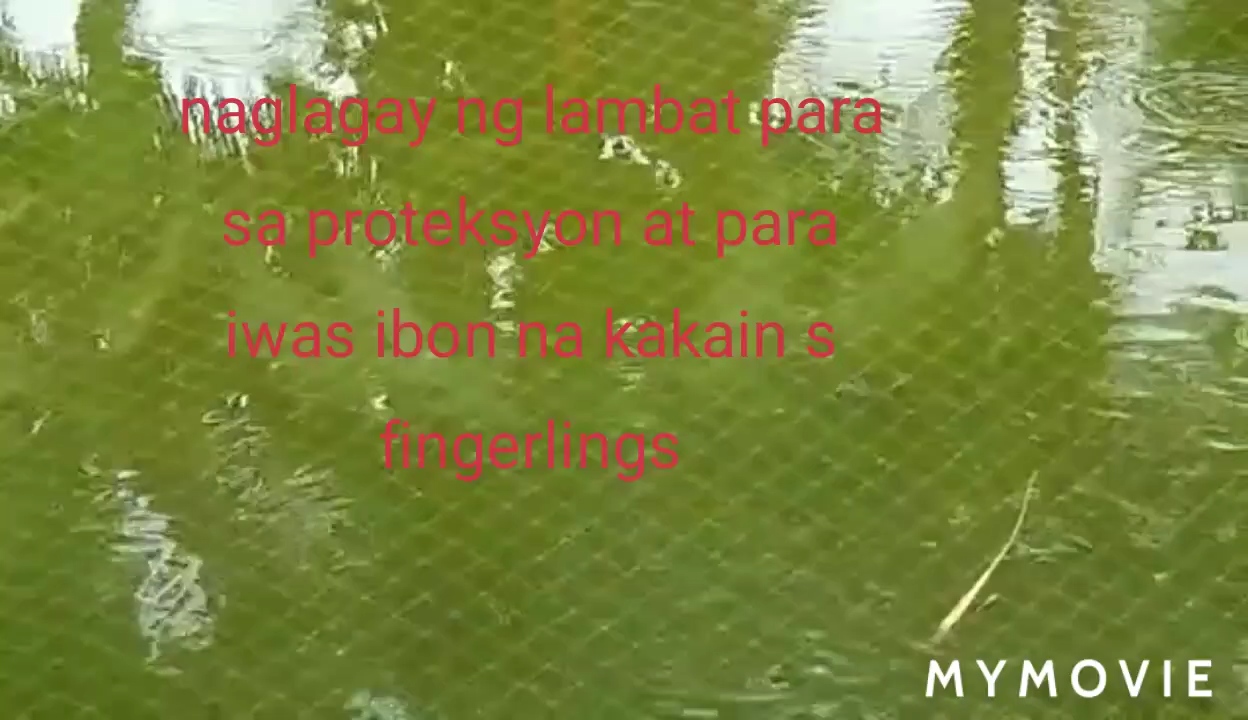 naglagay ng lambat para
sa proteksyon at para
iwas ibon na kakain s
fingerlings
MYMOVIE